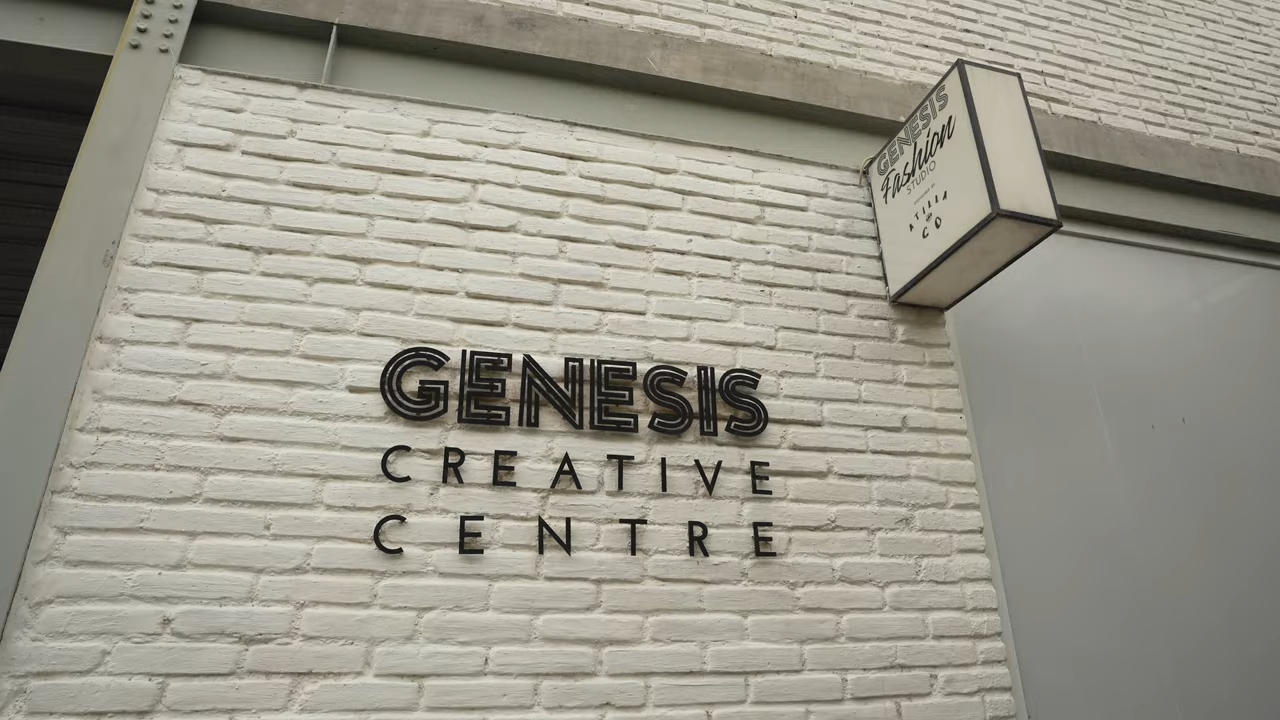 GENESIS
CREATIVE
CENTRE
GENESIS
Fashion
STUDIO
ATILLA
&
CO